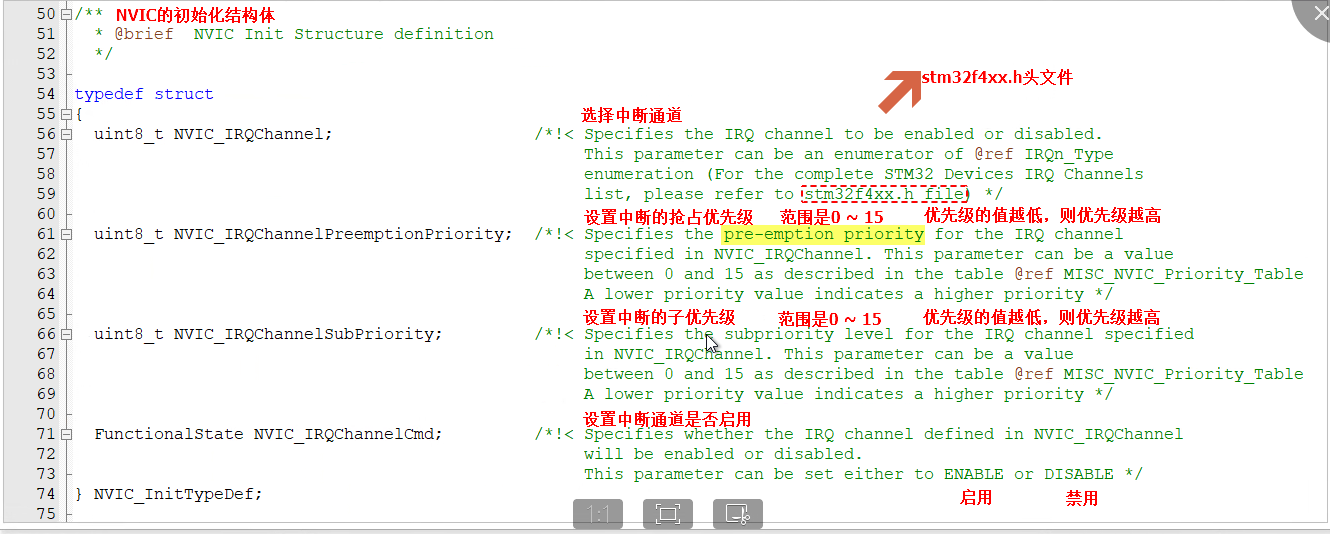 50 /** NVIC的初始化结构体
51 * @brief NVIC Init Structure definition
52 */
53 stm32f4xx.h头文件
54 typedef struct
55 { 选择中断通道
56 uint8_t NVIC_IRQChannel; /*!< Specifies the IRQ channel to be enabled or disabled.
57 This parameter can be an enumerator of @ref IRQn_Type
58 enumeration (For the complete STM32 Devices IRQ Channels
59 list, please refer to stm32f4xx.h file) */
60 设置中断的抢占优先级 范围是0 ~ 15 优先级的值越低，则优先级越高
61 uint8_t NVIC_IRQChannelPreemptionPriority; /*!< Specifies the pre-emption priority for the IRQ channel
62 specified in NVIC_IRQChannel. This parameter can be a value
63 between 0 and 15 as described in the table @ref MISC_NVIC_Priority_Table
64 A lower priority value indicates a higher priority */
65 设置中断的子优先级 范围是0 ~ 15 优先级的值越低，则优先级越高
66 uint8_t NVIC_IRQChannelSubPriority; /*!< Specifies the subpriority level for the IRQ channel specified
67 in NVIC_IRQChannel. This parameter can be a value
68 between 0 and 15 as described in the table @ref MISC_NVIC_Priority_Table
69 A lower priority value indicates a higher priority */
70 设置中断通道是否启用
71 FunctionalState NVIC_IRQChannelCmd; /*!< Specifies whether the IRQ channel defined in NVIC_IRQChannel
72 will be enabled or disabled.
73 This parameter can be set either to ENABLE or DISABLE */
74 } NVIC_InitTypeDef; 启用 禁用
75
1:1